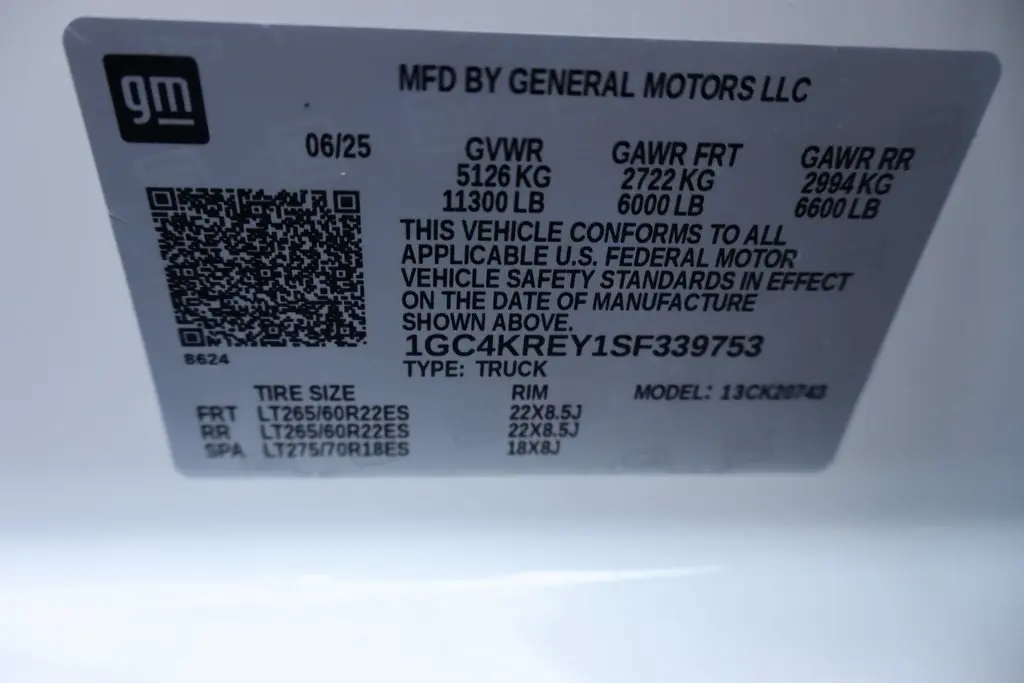 gm
MFD BY GENERAL MOTORS LLC
06/25 GVWR GAWR FRT GAWR RR
5126 KG 2722 KG 2994 KG
11300 LB 6000 LB 6600 LB
THIS VEHICLE CONFORMS TO ALL
APPLICABLE U.S. FEDERAL MOTOR
VEHICLE SAFETY STANDARDS IN EFFECT
ON THE DATE OF MANUFACTURE
SHOWN ABOVE.
1GC4KREY1SF339753
8624
TYPE: TRUCK
TIRE SIZE RIM MODEL: 13CK20743
FRT LT265/60R22ES 22X8.5J
RR LT265/60R22ES 22X8.5J
SPA LT275/70R18ES 18X8J